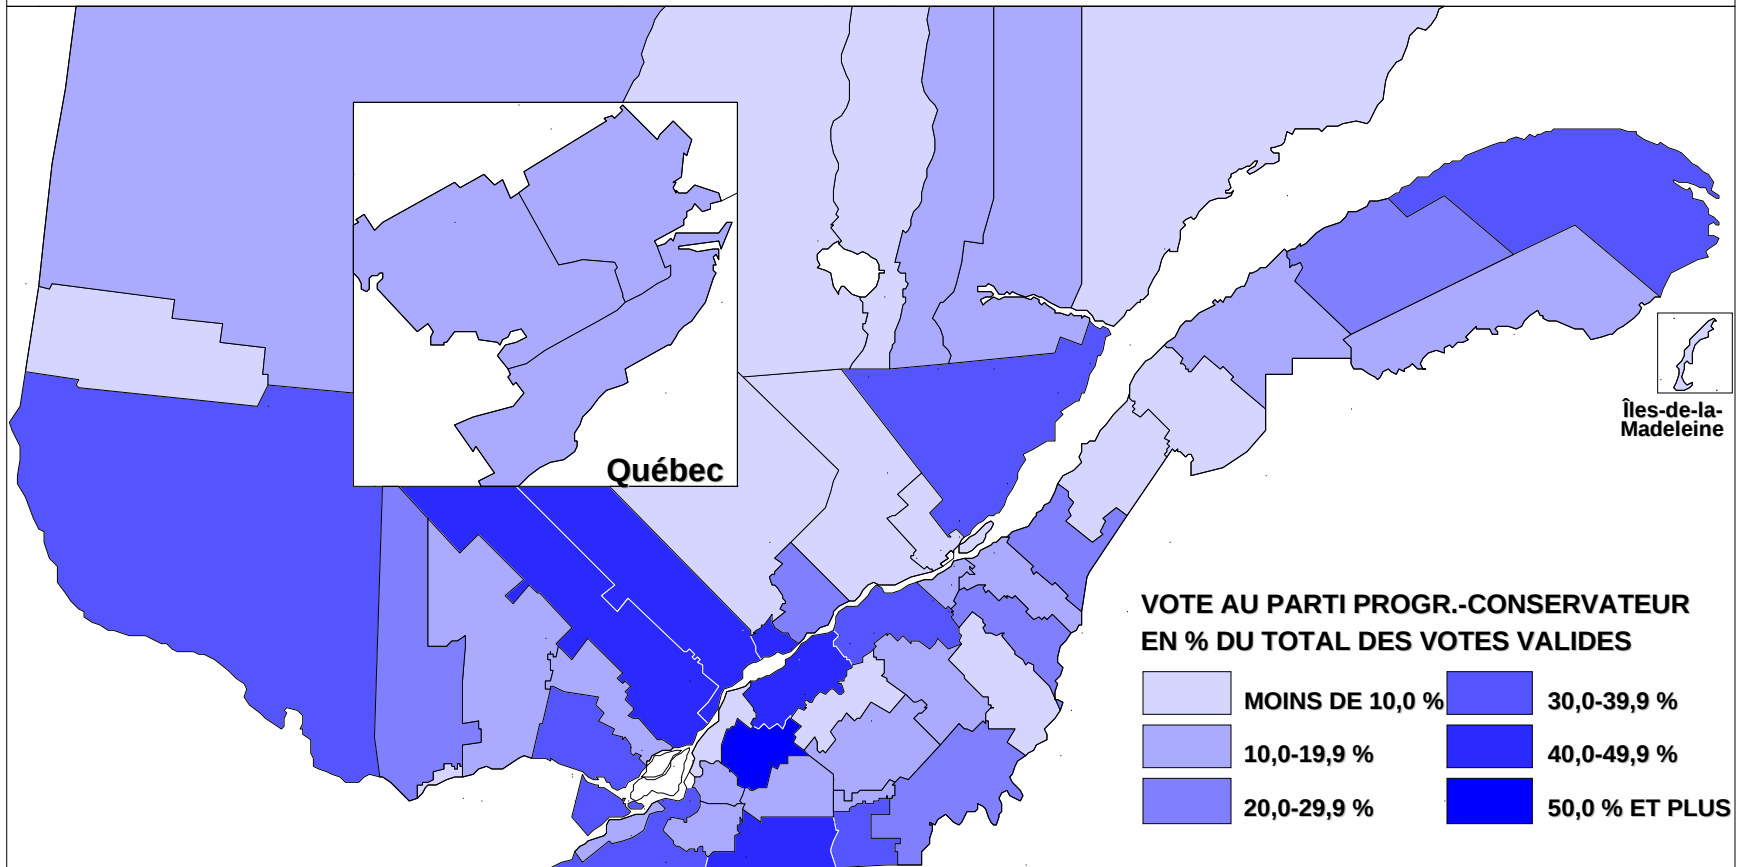 Québec
Îles-de-la-
Madeleine
VOTE AU PARTI PROGR.-CONSERVATEUR
EN % DU TOTAL DES VOTES VALIDES
MOINS DE 10,0 %
30,0-39,9 %
10,0-19,9 %
40,0-49,9 %
20,0-29,9 %
50,0 % ET PLUS